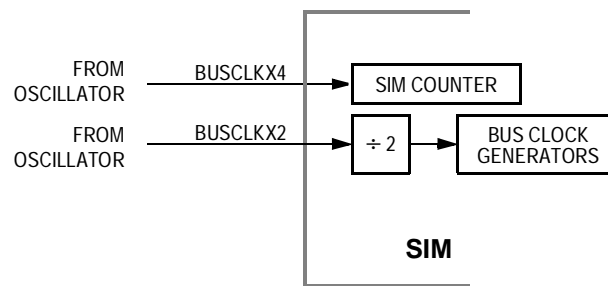 FROM
OSCILLATOR
BUSCLKX4
SIM COUNTER
FROM
OSCILLATOR
BUSCLKX2
÷ 2
BUS CLOCK
GENERATORS
SIM